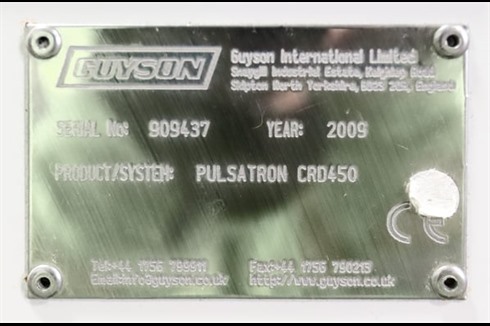 GUYSON
Guyson International Limited
Snaygill Industrial Estate, Keighley Road
Skipton North Yorkshire, BD23 2QR, England
SERIAL No: 909437 YEAR: 2009
PRODUCT/SYSTEM: PULSATRON CRD450
CE
Tel:+44 1756 799911 Fax:+44 1756 790213
Email:info@guyson.co.uk http://www.guyson.co.uk